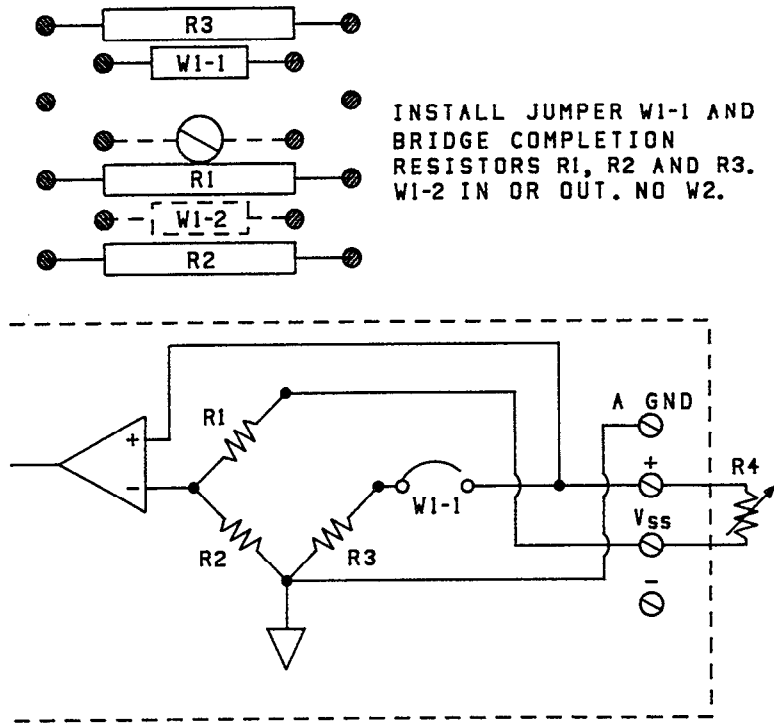 R3
W1-1
INSTALL JUMPER W1-1 AND
BRIDGE COMPLETION
RESISTORS R1, R2 AND R3.
W1-2 IN OR OUT. NO W2.
R1
W1-2
R2
A GND
R1
+
+
R4
-
W1-1
VSS
R2
R3
-